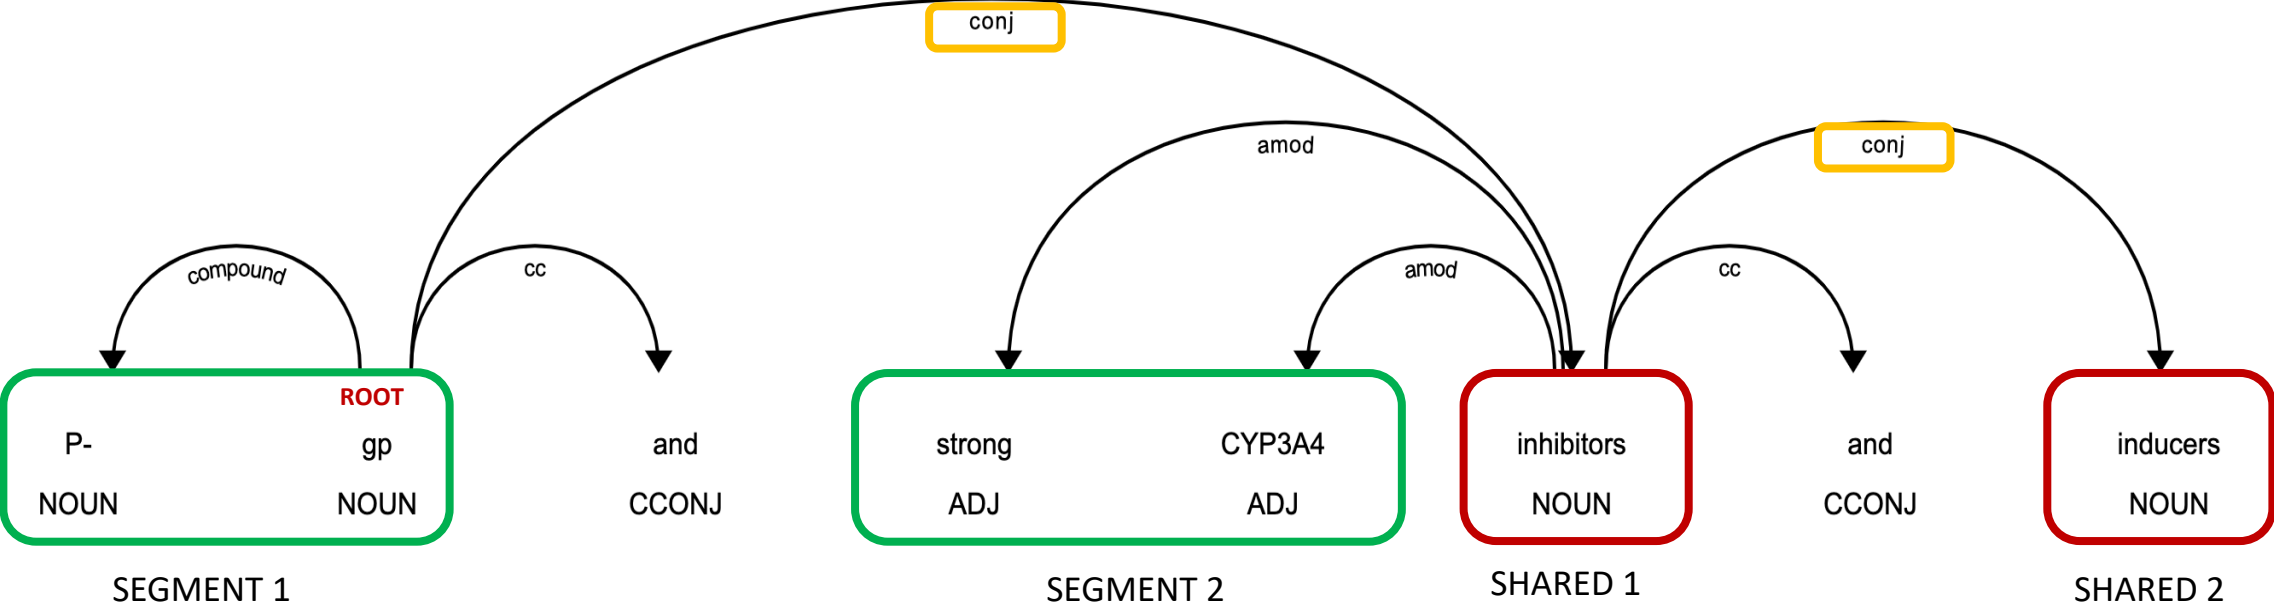 conj
amod
conj
compound
cc
amod
cc
ROOT
P- gp and strong CYP3A4 inhibitors and inducers
NOUN NOUN CCONJ ADJ ADJ NOUN CCONJ NOUN
SEGMENT 1 SEGMENT 2 SHARED 1 SHARED 2